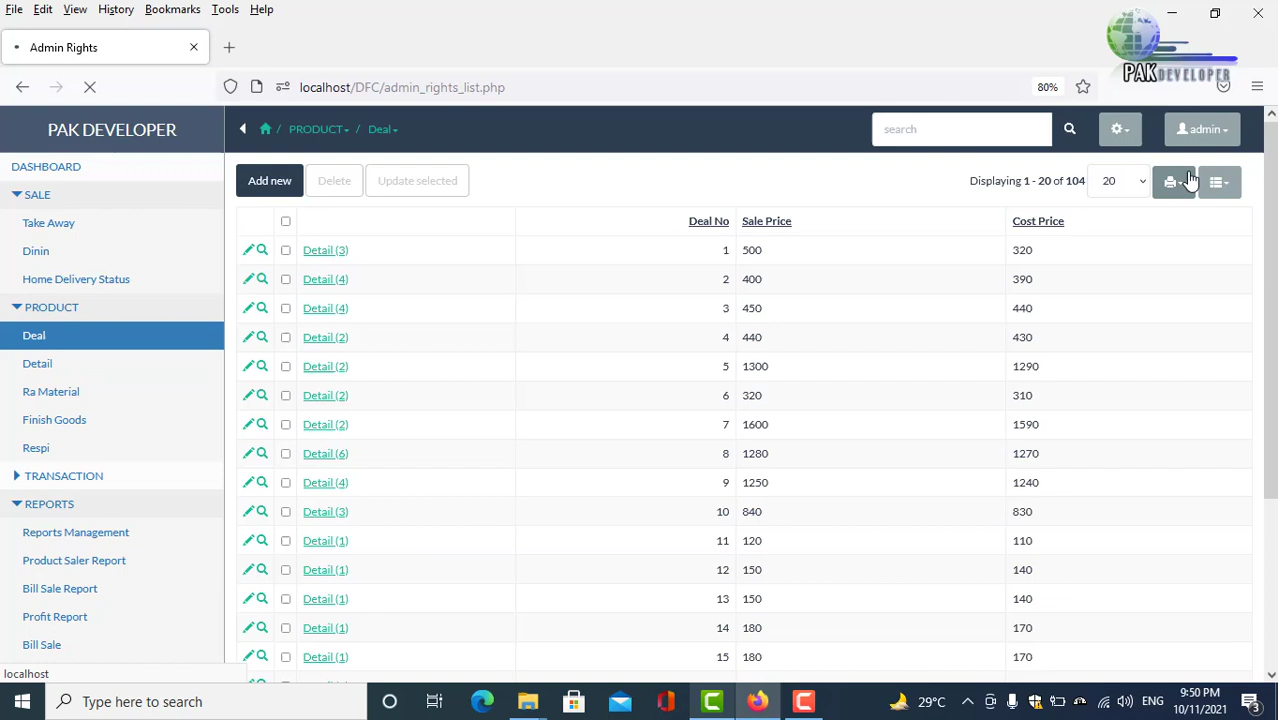 File Edit View History Bookmarks Tools Help
Admin Rights
localhost/DFC/admin_rights_list.php 80%
PAK DEVELOPER
PAK DEVELOPER
/ PRODUCT / Deal search admin
Add new Delete Update selected Displaying 1 - 20 of 104 20
DASHBOARD
SALE
Take Away
Dinin
Home Delivery Status
PRODUCT
Deal
Detail
Ra Material
Finish Goods
Respi
TRANSACTION
REPORTS
Reports Management
Product Saler Report
Bill Sale Report
Profit Report
Bill Sale
Deal No Sale Price Cost Price
Detail (3) 1 500 320
Detail (4) 2 400 390
Detail (4) 3 450 440
Detail (2) 4 440 430
Detail (2) 5 1300 1290
Detail (2) 6 320 310
Detail (2) 7 1600 1590
Detail (6) 8 1280 1270
Detail (4) 9 1250 1240
Detail (3) 10 840 830
Detail (1) 11 120 110
Detail (1) 12 150 140
Detail (1) 13 150 140
Detail (1) 14 180 170
Detail (1) 15 180 170
localhost
Type here to search 29°C ENG 9:50 PM
10/11/2021 3